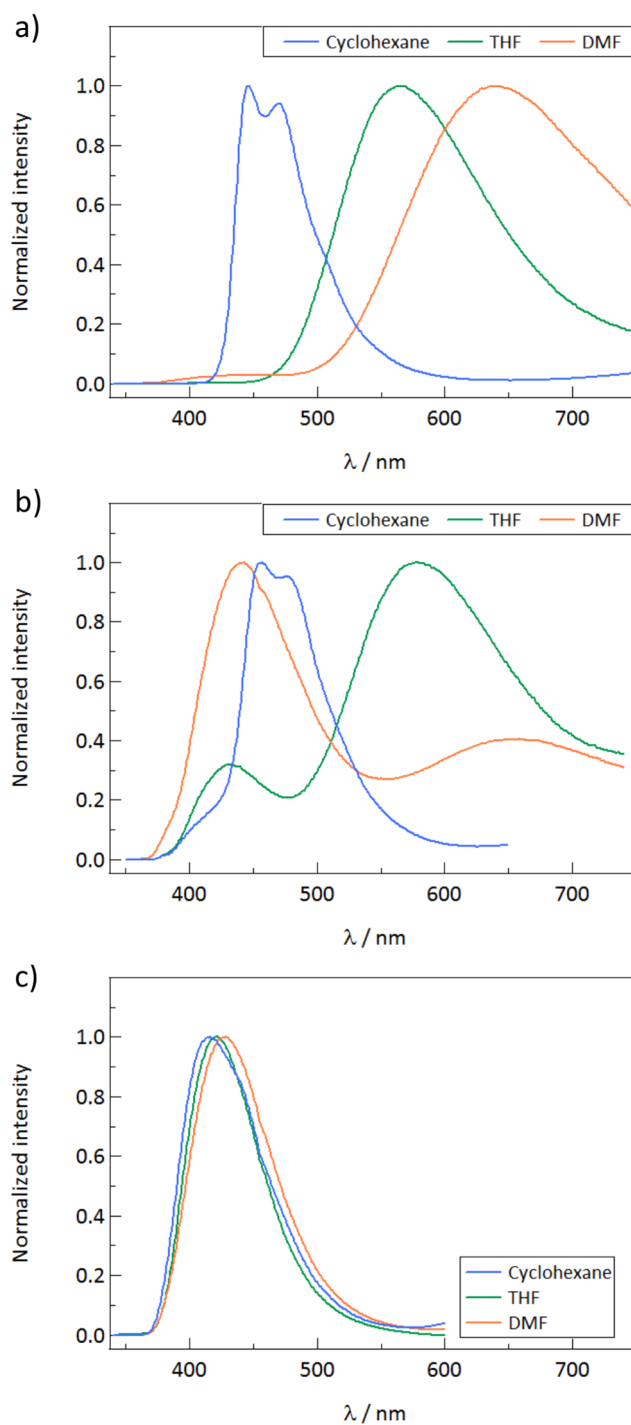 a)
Cyclohexane THF DMF
1.0
0.8
0.6
0.4
0.2
0.0
Normalized intensity
400 500 600 700
λ / nm
b)
Cyclohexane THF DMF
1.0
0.8
0.6
0.4
0.2
0.0
Normalized intensity
400 500 600 700
λ / nm
c)
1.0
0.8
0.6
0.4
0.2
0.0
Normalized intensity
Cyclohexane
THF
DMF
400 500 600 700
λ / nm